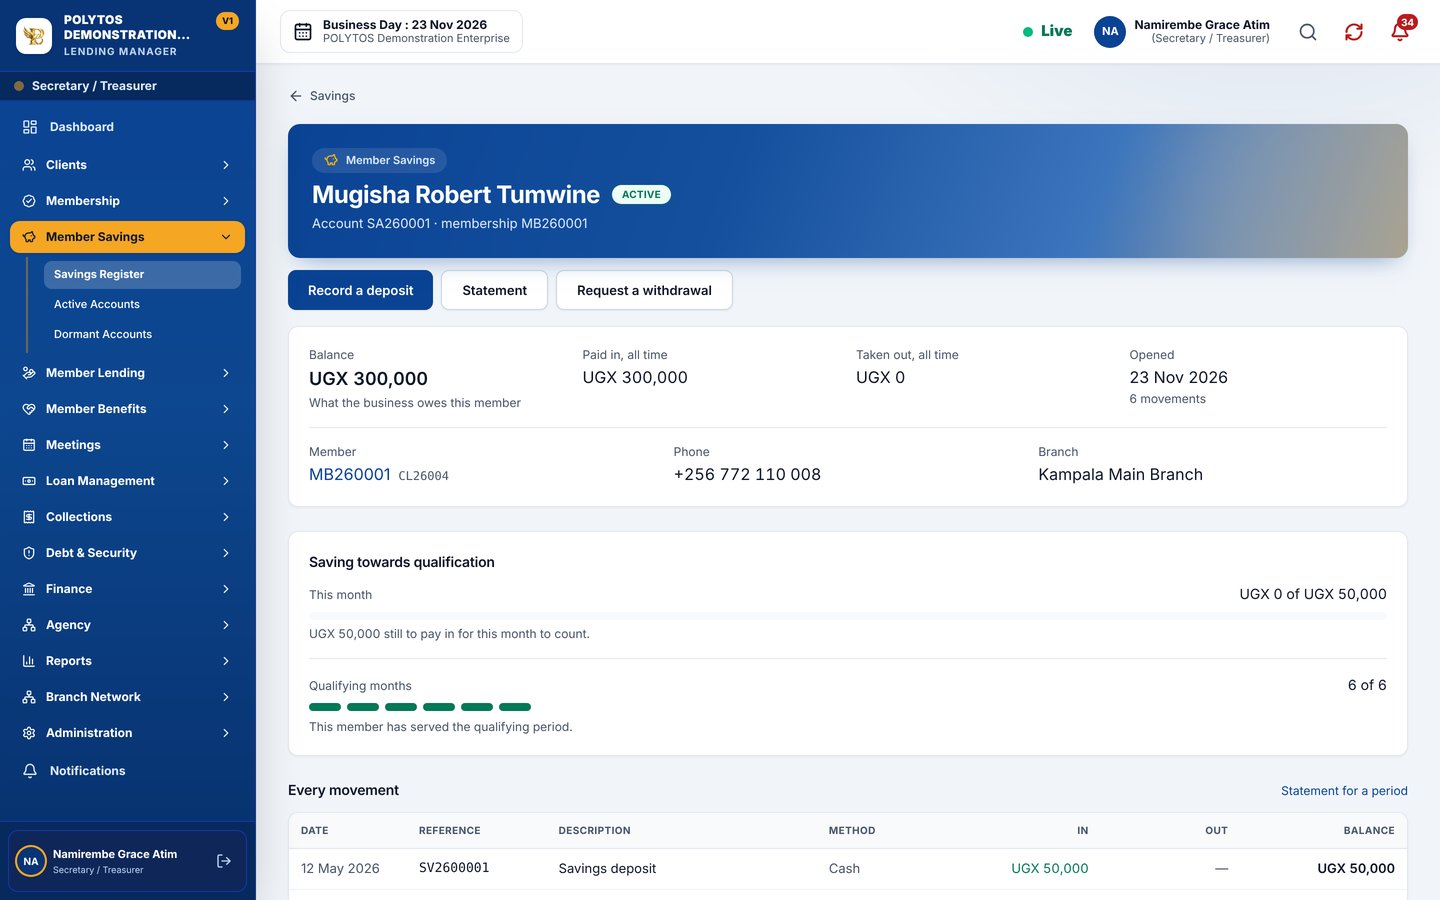 POLYTOS
DEMONSTRATION...
LENDING MANAGER
V1
Secretary / Treasurer
Dashboard
Clients
Membership
Member Savings
Savings Register
Active Accounts
Dormant Accounts
Member Lending
Member Benefits
Meetings
Loan Management
Collections
Debt & Security
Finance
Agency
Reports
Branch Network
Administration
Notifications
NA
Namirembe Grace Atim
Secretary / Treasurer
Business Day : 23 Nov 2026
POLYTOS Demonstration Enterprise
Live
NA
Namirembe Grace Atim
(Secretary / Treasurer)
34
Savings
Member Savings
Mugisha Robert Tumwine ACTIVE
Account SA260001 · membership MB260001
Record a deposit Statement Request a withdrawal
Balance Paid in, all time Taken out, all time Opened
UGX 300,000 UGX 300,000 UGX 0 23 Nov 2026
What the business owes this member 6 movements
Member Phone Branch
MB260001 CL26004 +256 772 110 008 Kampala Main Branch
Saving towards qualification
This month UGX 0 of UGX 50,000
UGX 50,000 still to pay in for this month to count.
Qualifying months 6 of 6
This member has served the qualifying period.
Every movement Statement for a period
DATE REFERENCE DESCRIPTION METHOD IN OUT BALANCE
12 May 2026 SV2600001 Savings deposit Cash UGX 50,000 — UGX 50,000